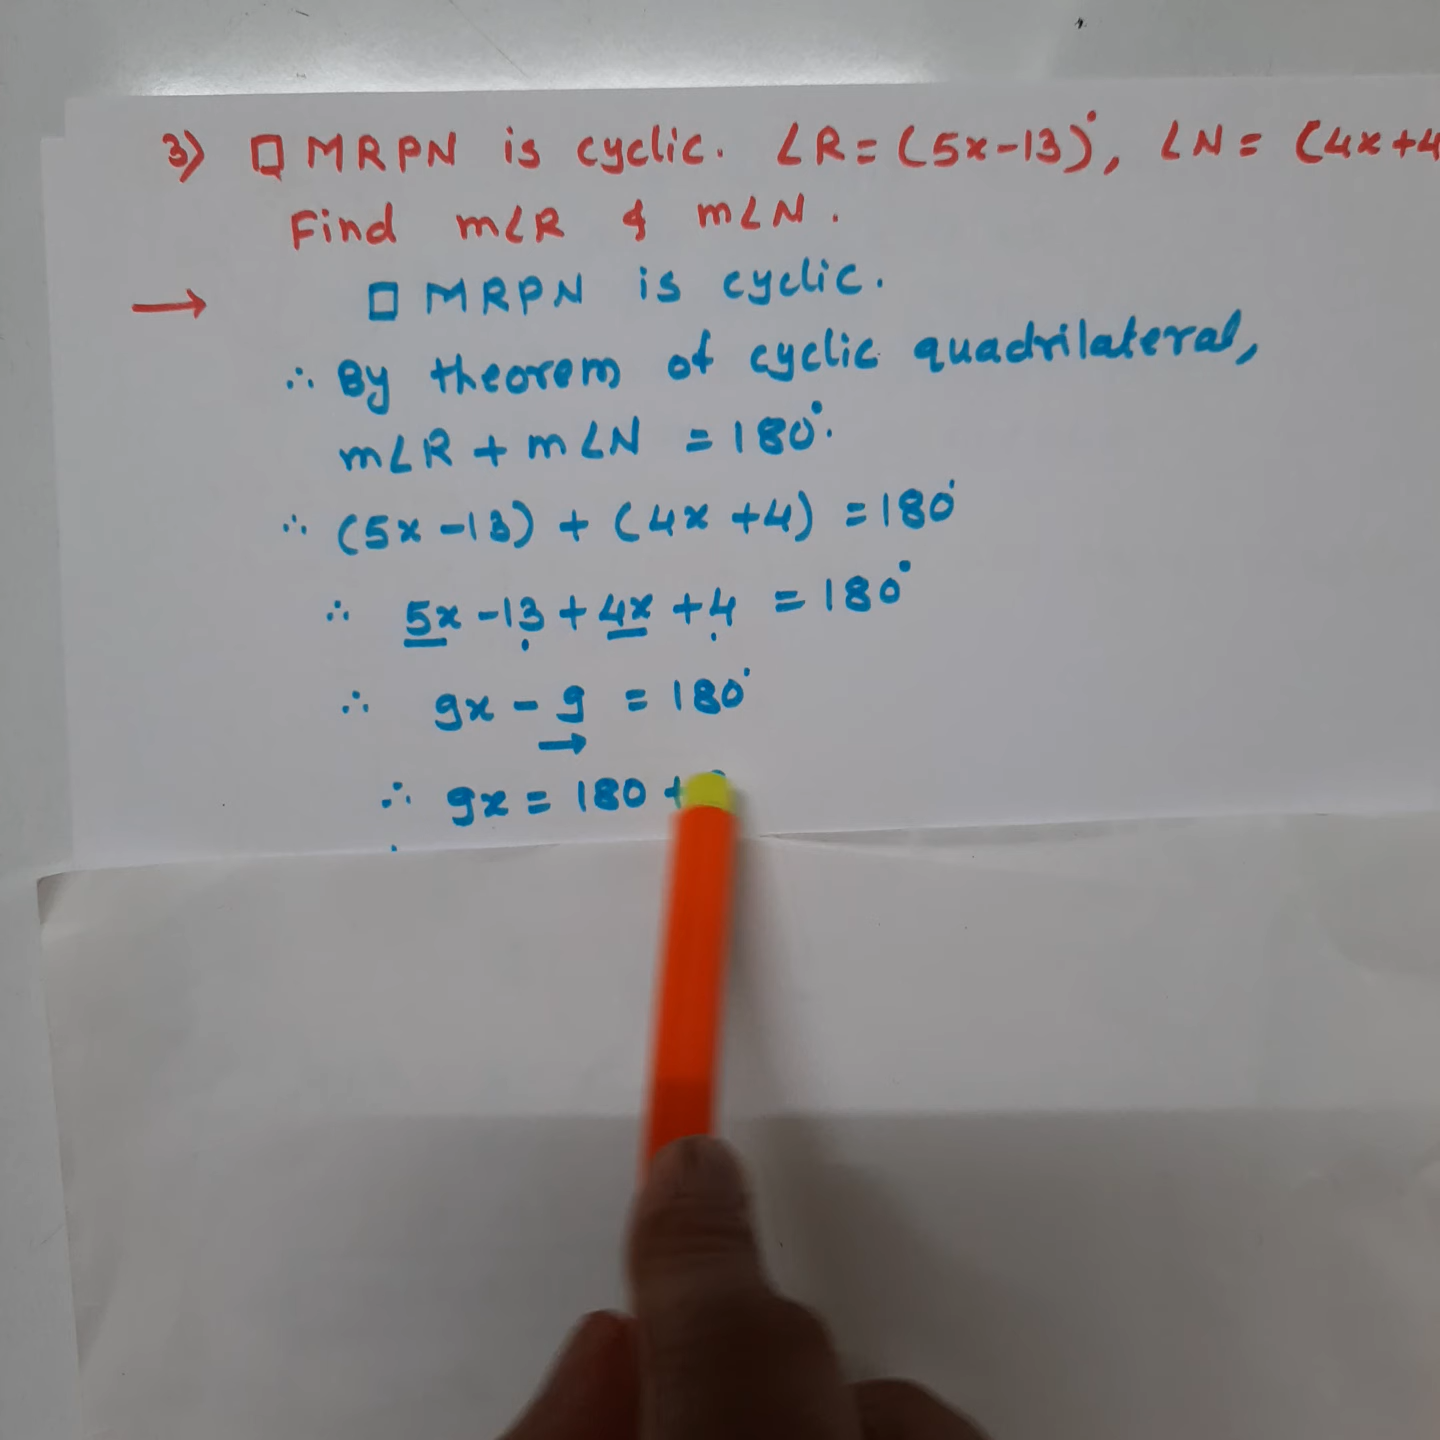 3) □ MRPN is cyclic. ∠R = (5x-13)°, ∠N = (4x+4
Find m∠R & m∠N.
→ □ MRPN is cyclic.
∴ By theorem of cyclic quadrilateral,
m∠R + m∠N = 180°.
∴ (5x-13) + (4x+4) = 180°
∴ 5x-13+4x+4 = 180°
∴ 9x - 9 = 180°
∴ 9x = 180 +